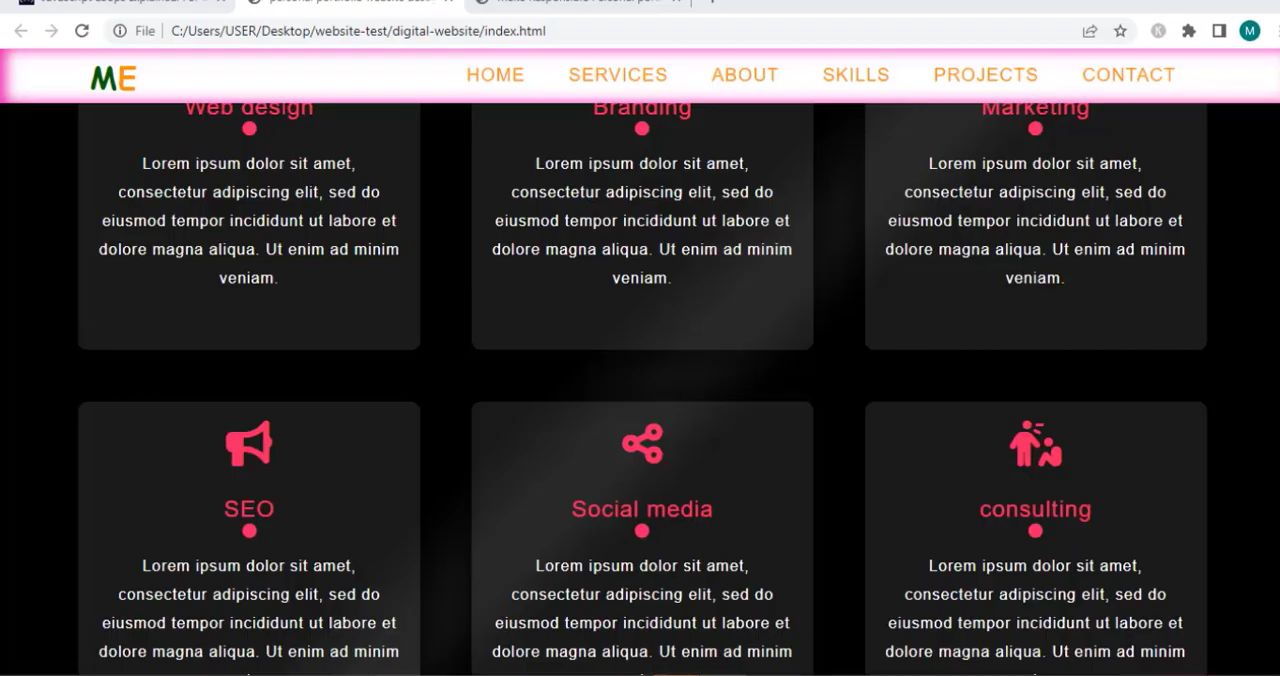 File C:/Users/USER/Desktop/website-test/digital-website/index.html M
ME HOME SERVICES ABOUT SKILLS PROJECTS CONTACT
Web design Branding Marketing
Lorem ipsum dolor sit amet, Lorem ipsum dolor sit amet, Lorem ipsum dolor sit amet,
consectetur adipiscing elit, sed do consectetur adipiscing elit, sed do consectetur adipiscing elit, sed do
eiusmod tempor incididunt ut labore et eiusmod tempor incididunt ut labore et eiusmod tempor incididunt ut labore et
dolore magna aliqua. Ut enim ad minim dolore magna aliqua. Ut enim ad minim dolore magna aliqua. Ut enim ad minim
veniam. veniam. veniam.
SEO Social media consulting
Lorem ipsum dolor sit amet, Lorem ipsum dolor sit amet, Lorem ipsum dolor sit amet,
consectetur adipiscing elit, sed do consectetur adipiscing elit, sed do consectetur adipiscing elit, sed do
eiusmod tempor incididunt ut labore et eiusmod tempor incididunt ut labore et eiusmod tempor incididunt ut labore et
dolore magna aliqua. Ut enim ad minim dolore magna aliqua. Ut enim ad minim dolore magna aliqua. Ut enim ad minim